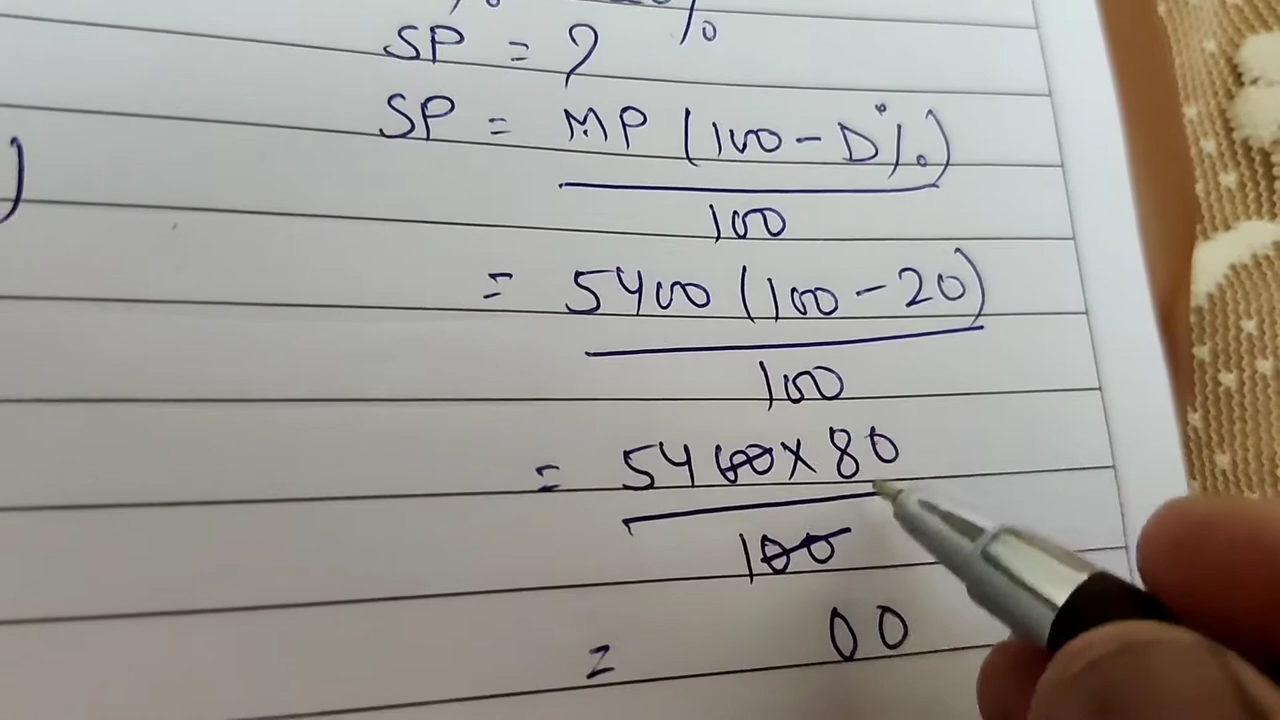 %
SP = ?
SP = MP (100 - D%)
100
= 5400 (100 - 20)
100
= 5400 x 80
100
= 00